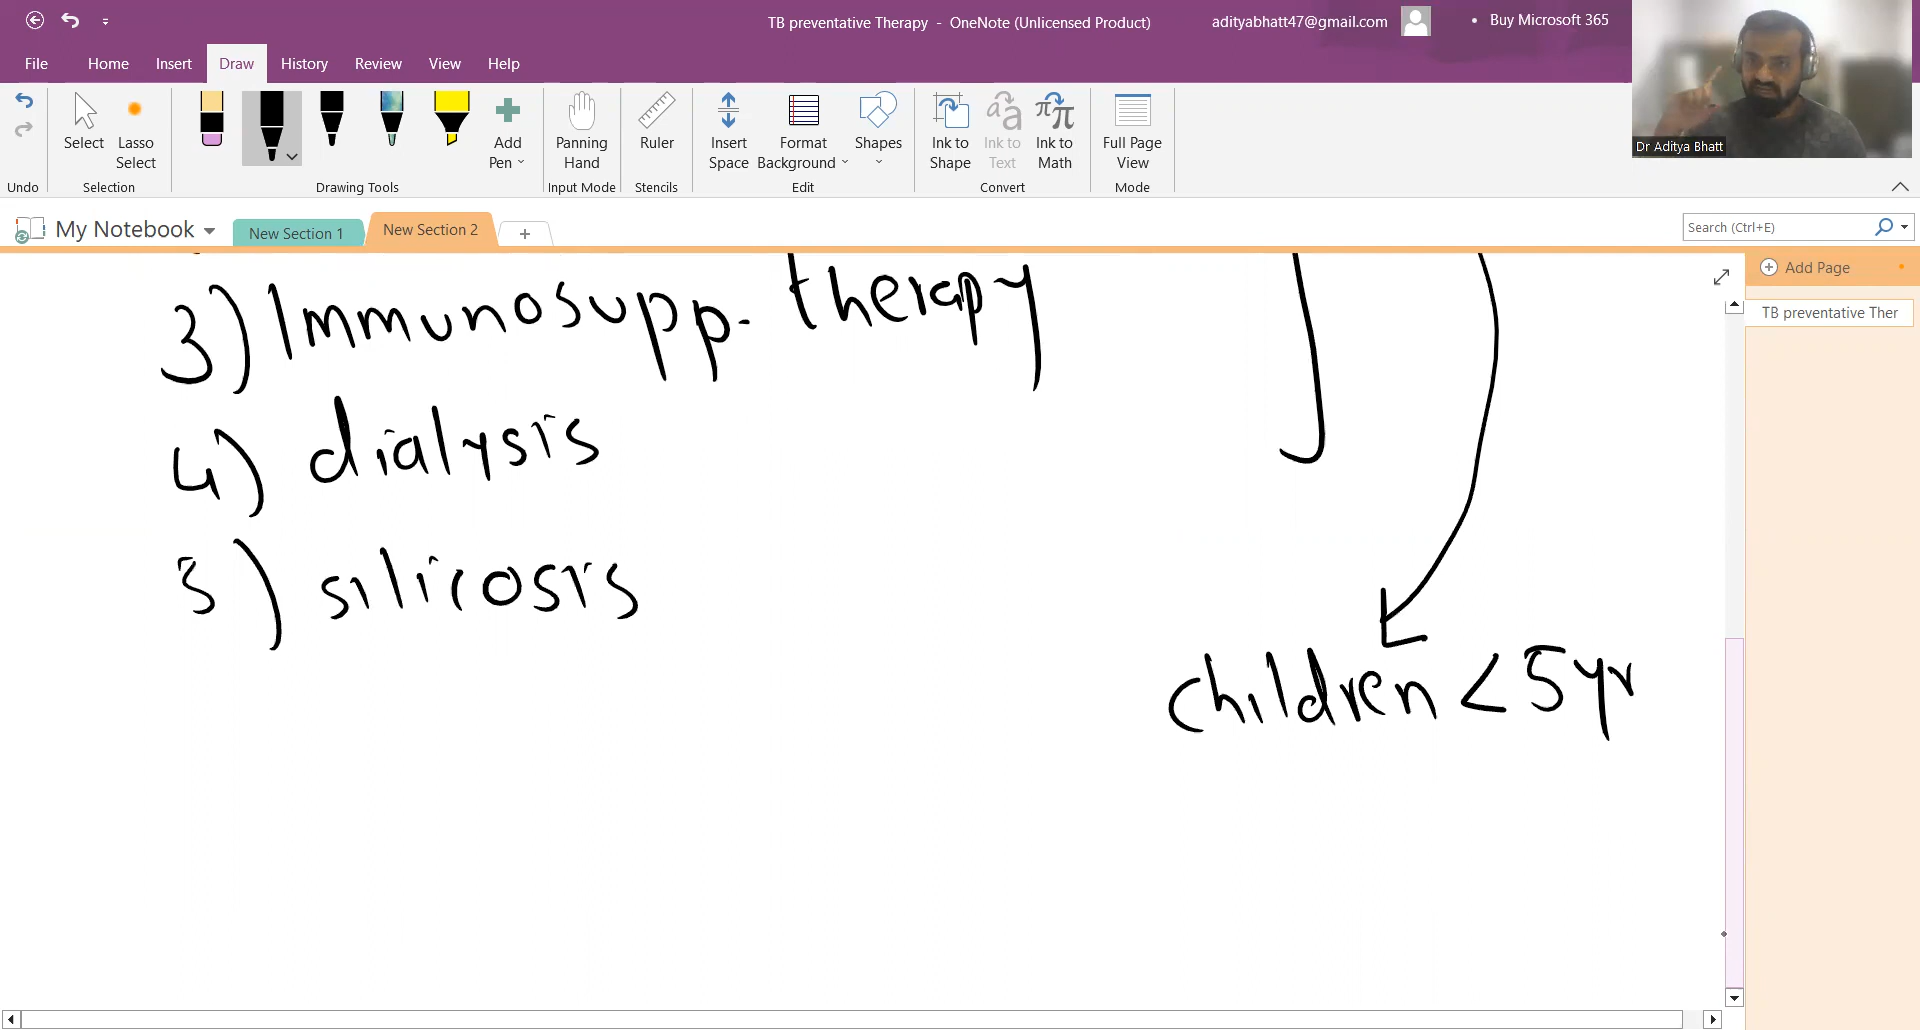 TB preventative Therapy - OneNote (Unlicensed Product)
adityabhatt47@gmail.com
• Buy Microsoft 365
File Home Insert Draw History Review View Help
Select
Lasso Select
Add Pen
Panning Hand
Ruler
Insert Space
Format Background
Shapes
Ink to Shape
Ink to Text
Ink to Math
Full Page View
Undo Selection Drawing Tools Input Mode Stencils Edit Convert Mode
Dr Aditya Bhatt
My Notebook New Section 1 New Section 2
Search (Ctrl+E)
Add Page
TB preventative Ther
3) Immunosupp. therapy
4) dialysis
5) silicosis
children < 5yr